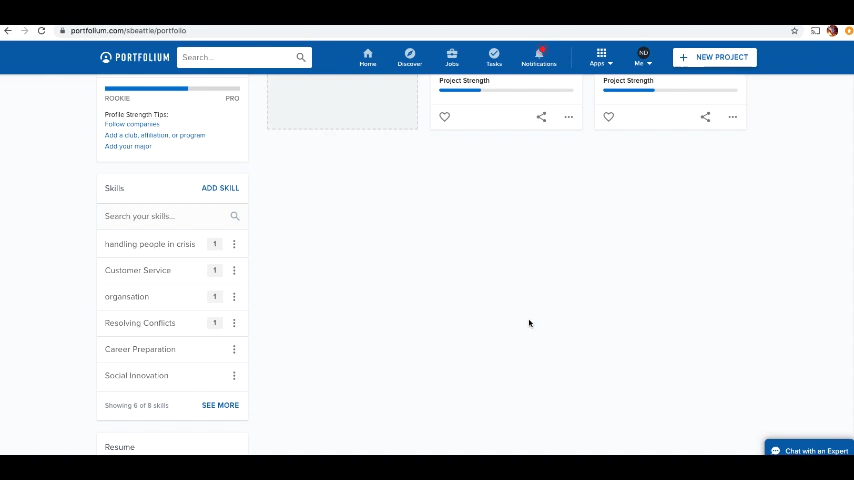 portfolium.com/sbeattie/portfolio
PORTFOLIUM
Search...
Home
Discover
Jobs
Tasks
Notifications
Apps
ND
Me
+ NEW PROJECT
ROOKIE
PRO
Profile Strength Tips:
Follow companies
Add a club, affiliation, or program
Add your major
Project Strength
Project Strength
Skills
ADD SKILL
Search your skills...
handling people in crisis 1
Customer Service 1
organsation 1
Resolving Conflicts 1
Career Preparation
Social Innovation
Showing 6 of 8 skills
SEE MORE
Resume
Chat with an Expert